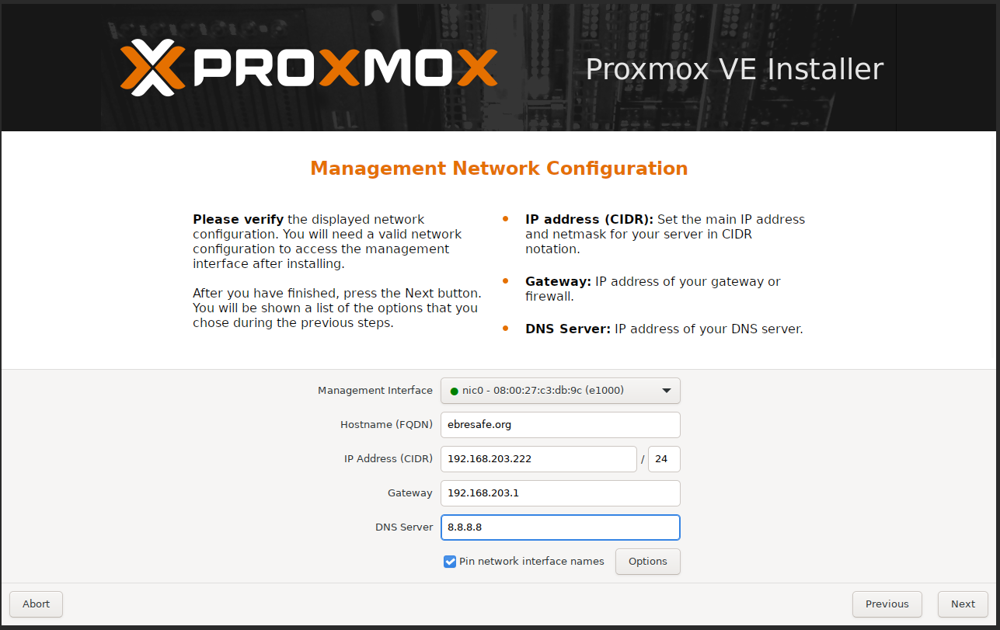 PROXMOX
Proxmox VE Installer
Management Network Configuration
Please verify the displayed network
configuration. You will need a valid network
configuration to access the management
interface after installing.
After you have finished, press the Next button.
You will be shown a list of the options that you
chose during the previous steps.
IP address (CIDR): Set the main IP address
and netmask for your server in CIDR
notation.
Gateway: IP address of your gateway or
firewall.
DNS Server: IP address of your DNS server.
Management Interface nic0 - 08:00:27:c3:db:9c (e1000)
Hostname (FQDN) ebresafe.org
IP Address (CIDR) 192.168.203.222 / 24
Gateway 192.168.203.1
DNS Server 8.8.8.8
Pin network interface names Options
Abort Previous Next